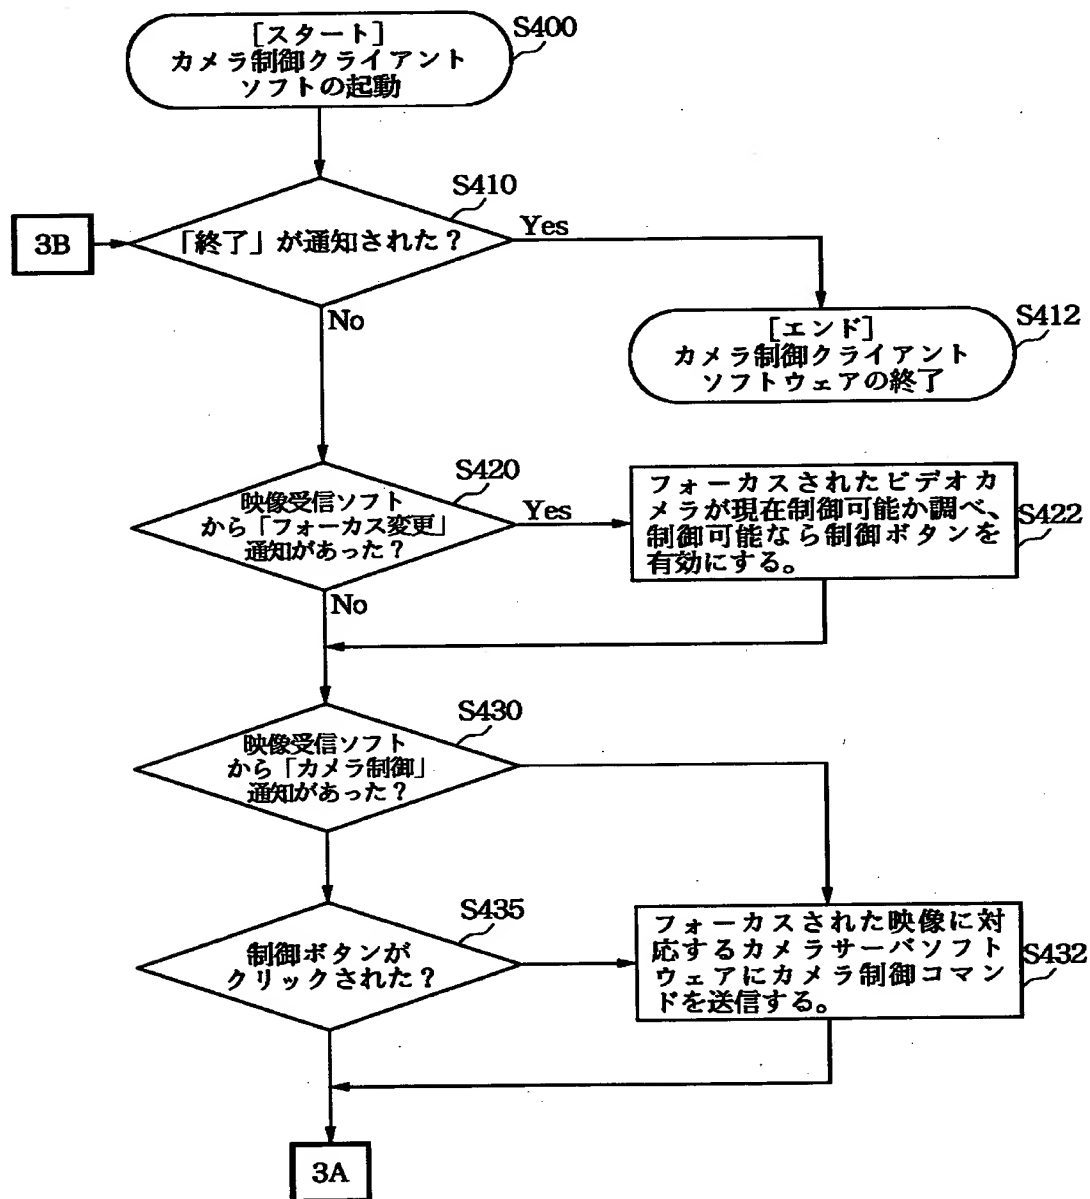 [スタート]
カメラ制御クライアント
ソフトの起動
S400
S410
3B
「終了」が通知された？
Yes
No
[エンド]
カメラ制御クライアント
ソフトウェアの終了
S412
S420
映像受信ソフト
から「フォーカス変更」
通知があった？
Yes
No
フォーカスされたビデオカ
メラが現在制御可能か調べ、
制御可能なら制御ボタンを
有効にする。
S422
S430
映像受信ソフト
から「カメラ制御」
通知があった？
S435
制御ボタンが
クリックされた？
フォーカスされた映像に対
応するカメラサーバソフト
ウェアにカメラ制御コマン
ドを送信する。
S432
3A